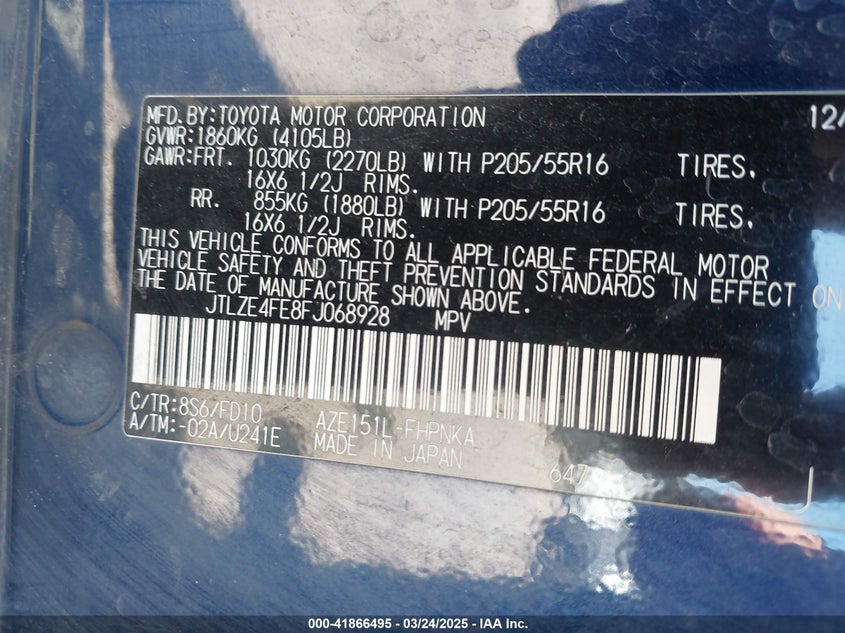 MFD.BY:TOYOTA MOTOR CORPORATION 12/
GVWR:1860KG (4105LB)
GAWR:FRT. 1030KG (2270LB) WITH P205/55R16 TIRES.
16X6 1/2J RIMS.
RR. 855KG (1880LB) WITH P205/55R16 TIRES.
16X6 1/2J RIMS.
THIS VEHICLE CONFORMS TO ALL APPLICABLE FEDERAL MOTOR
VEHICLE SAFETY AND THEFT PREVENTION STANDARDS IN EFFECT ON
THE DATE OF MANUFACTURE SHOWN ABOVE.
JTLZE4FE8FJ068928 MPV
C/TR:8S6/FD10 AZE151L-FHPNKA
A/TM:-02A/U241E MADE IN JAPAN 647
000-41866495 - 03/24/2025 - IAA Inc.